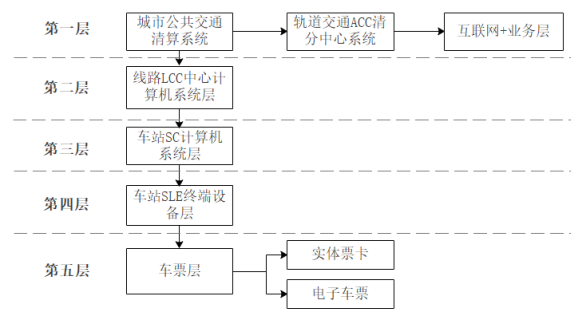 第一层
城市公共交通
清算系统
轨道交通ACC清
分中心系统
互联网+业务层
第二层
线路LCC中心计
算机系统层
第三层
车站SC计算机
系统层
第四层
车站SLE终端设
备层
第五层
车票层
实体票卡
电子车票